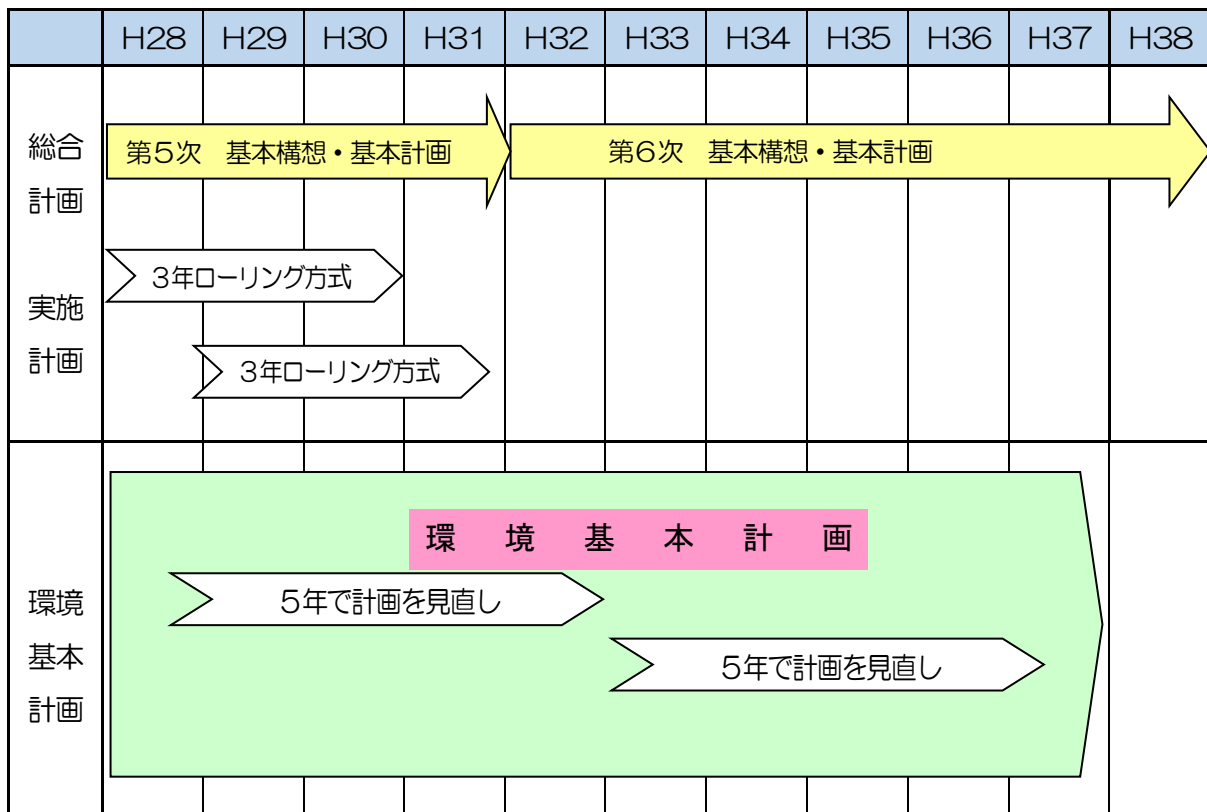 H28 H29 H30 H31 H32 H33 H34 H35 H36 H37 H38
総合
計画
第5次 基本構想・基本計画
第6次 基本構想・基本計画
実施
計画
3年ローリング方式
3年ローリング方式
環境
基本
計画
環境基本計画
5年で計画を見直し
5年で計画を見直し